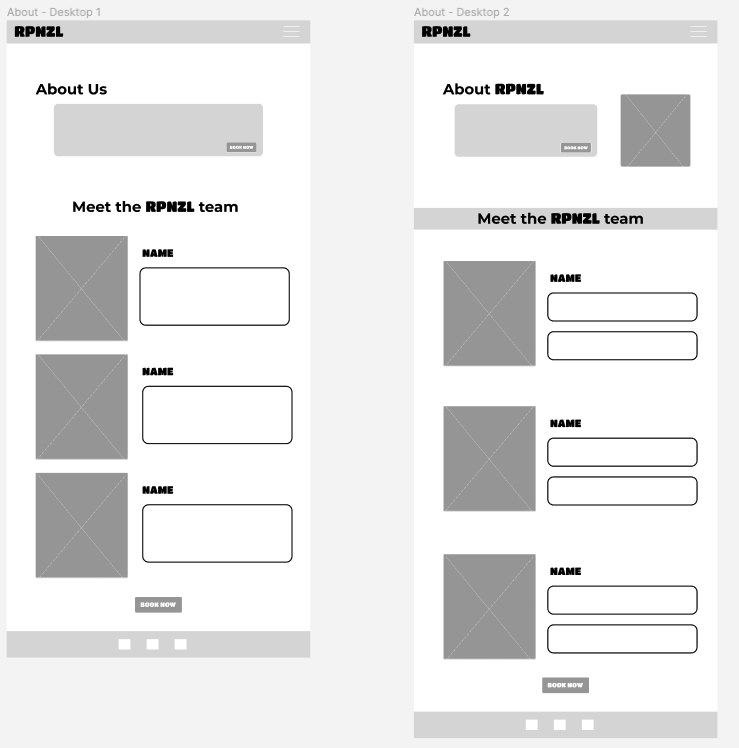 About - Desktop 1
RPNZL
About Us
BOOK NOW
Meet the RPNZL team
NAME
NAME
NAME
BOOK NOW
About - Desktop 2
RPNZL
About RPNZL
BOOK NOW
Meet the RPNZL team
NAME
NAME
NAME
BOOK NOW